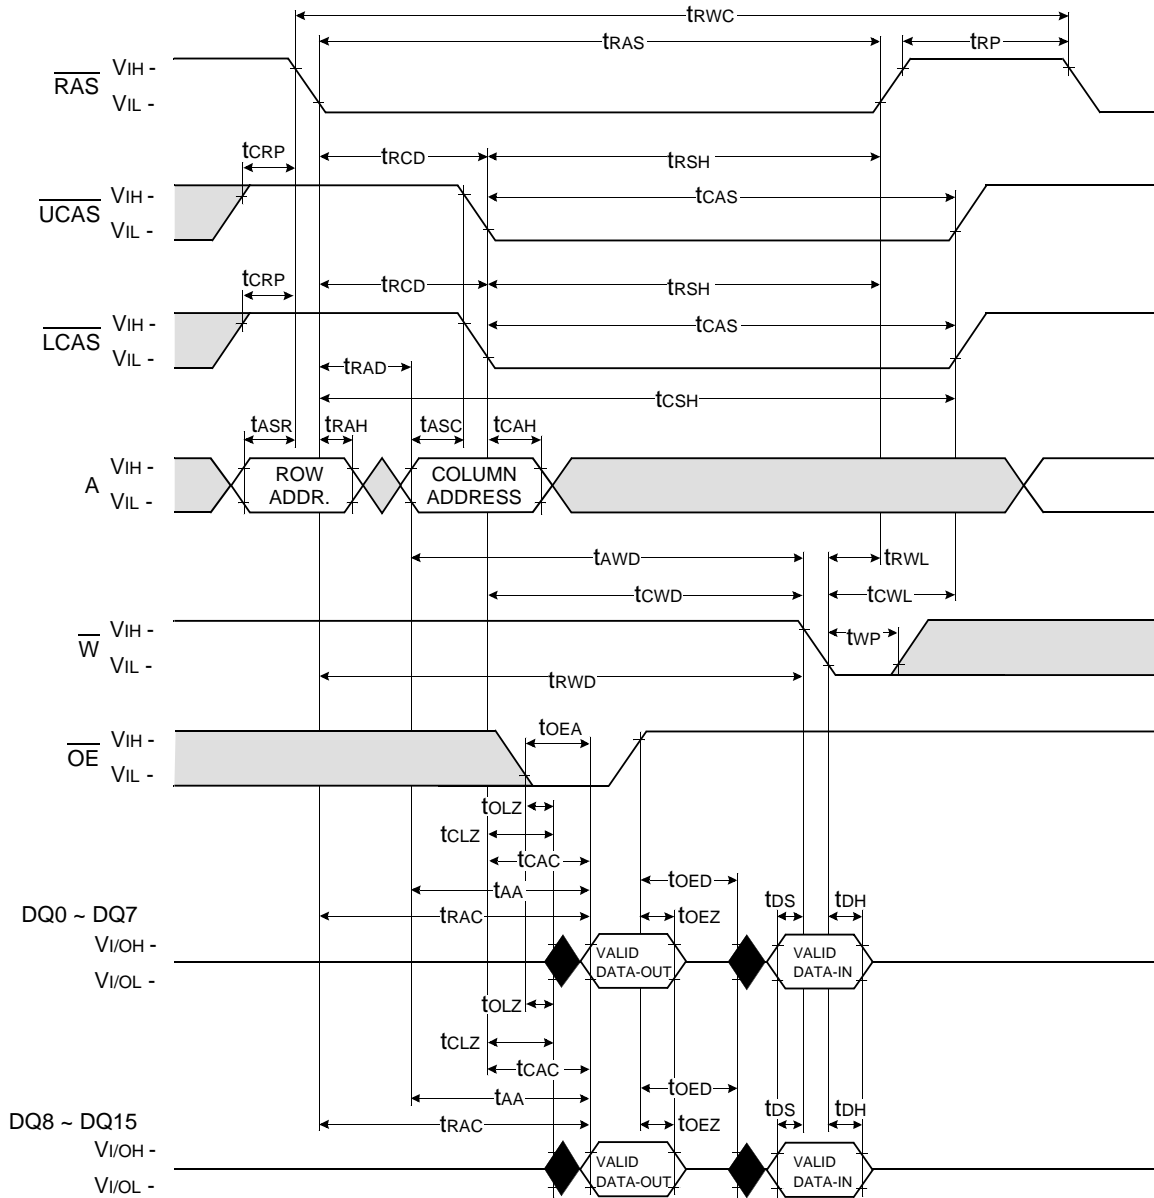 tRWC
tRAS
tRP
RAS
VIH -
VIL -
tCRP
tRCD
tRSH
UCAS
VIH -
VIL -
tCAS
tCRP
tRCD
tRSH
LCAS
VIH -
VIL -
tCAS
tRAD
tCSH
tASR
tRAH
tASC
tCAH
A
VIH -
VIL -
ROW
ADDR.
COLUMN
ADDRESS
tAWD
tRWL
tCWD
tCWL
W
VIH -
VIL -
tWP
tRWD
OE
VIH -
VIL -
tOEA
tOLZ
tCLZ
tCAC
tAA
tOED
tRAC
tOEZ
tDS
tDH
DQ0 ~ DQ7
VI/OH -
VI/OL -
VALID
DATA-OUT
VALID
DATA-IN
tOLZ
tCLZ
tCAC
tAA
tOED
tRAC
tOEZ
tDS
tDH
DQ8 ~ DQ15
VI/OH -
VI/OL -
VALID
DATA-OUT
VALID
DATA-IN